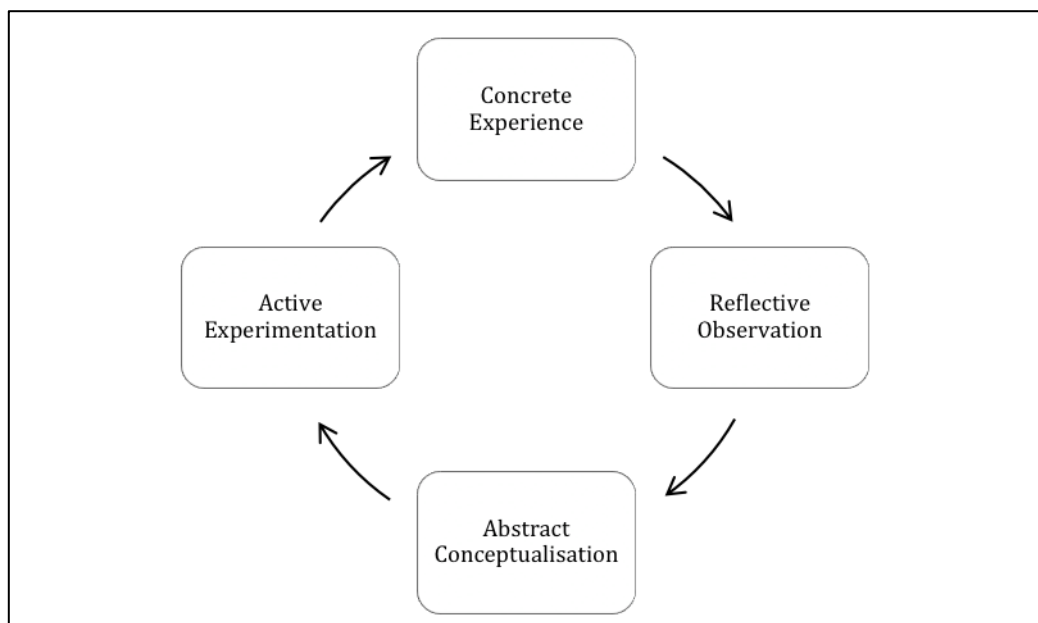 Concrete
Experience
Active
Experimentation
Reflective
Observation
Abstract
Conceptualisation